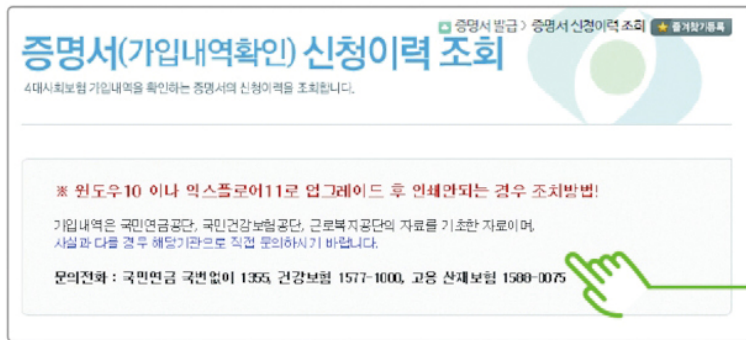 증명서 발급 > 증명서 신청이력 조회 ★ 즐겨찾기등록
증명서(가입내역확인) 신청이력 조회
4대사회보험 가입내역을 확인하는 증명서의 신청이력을 조회합니다.
※ 윈도우10 이나 익스플로어11로 업그레이드 후 인쇄안되는 경우 조치방법!
가입내역은 국민연금공단, 국민건강보험공단, 근로복지공단의 자료를 기초한 자료이며,
사실과 다를 경우 해당기관으로 직접 문의하시기 바랍니다.
문의전화 : 국민연금 국번없이 1355, 건강보험 1577-1000, 고용 산재보험 1588-0075